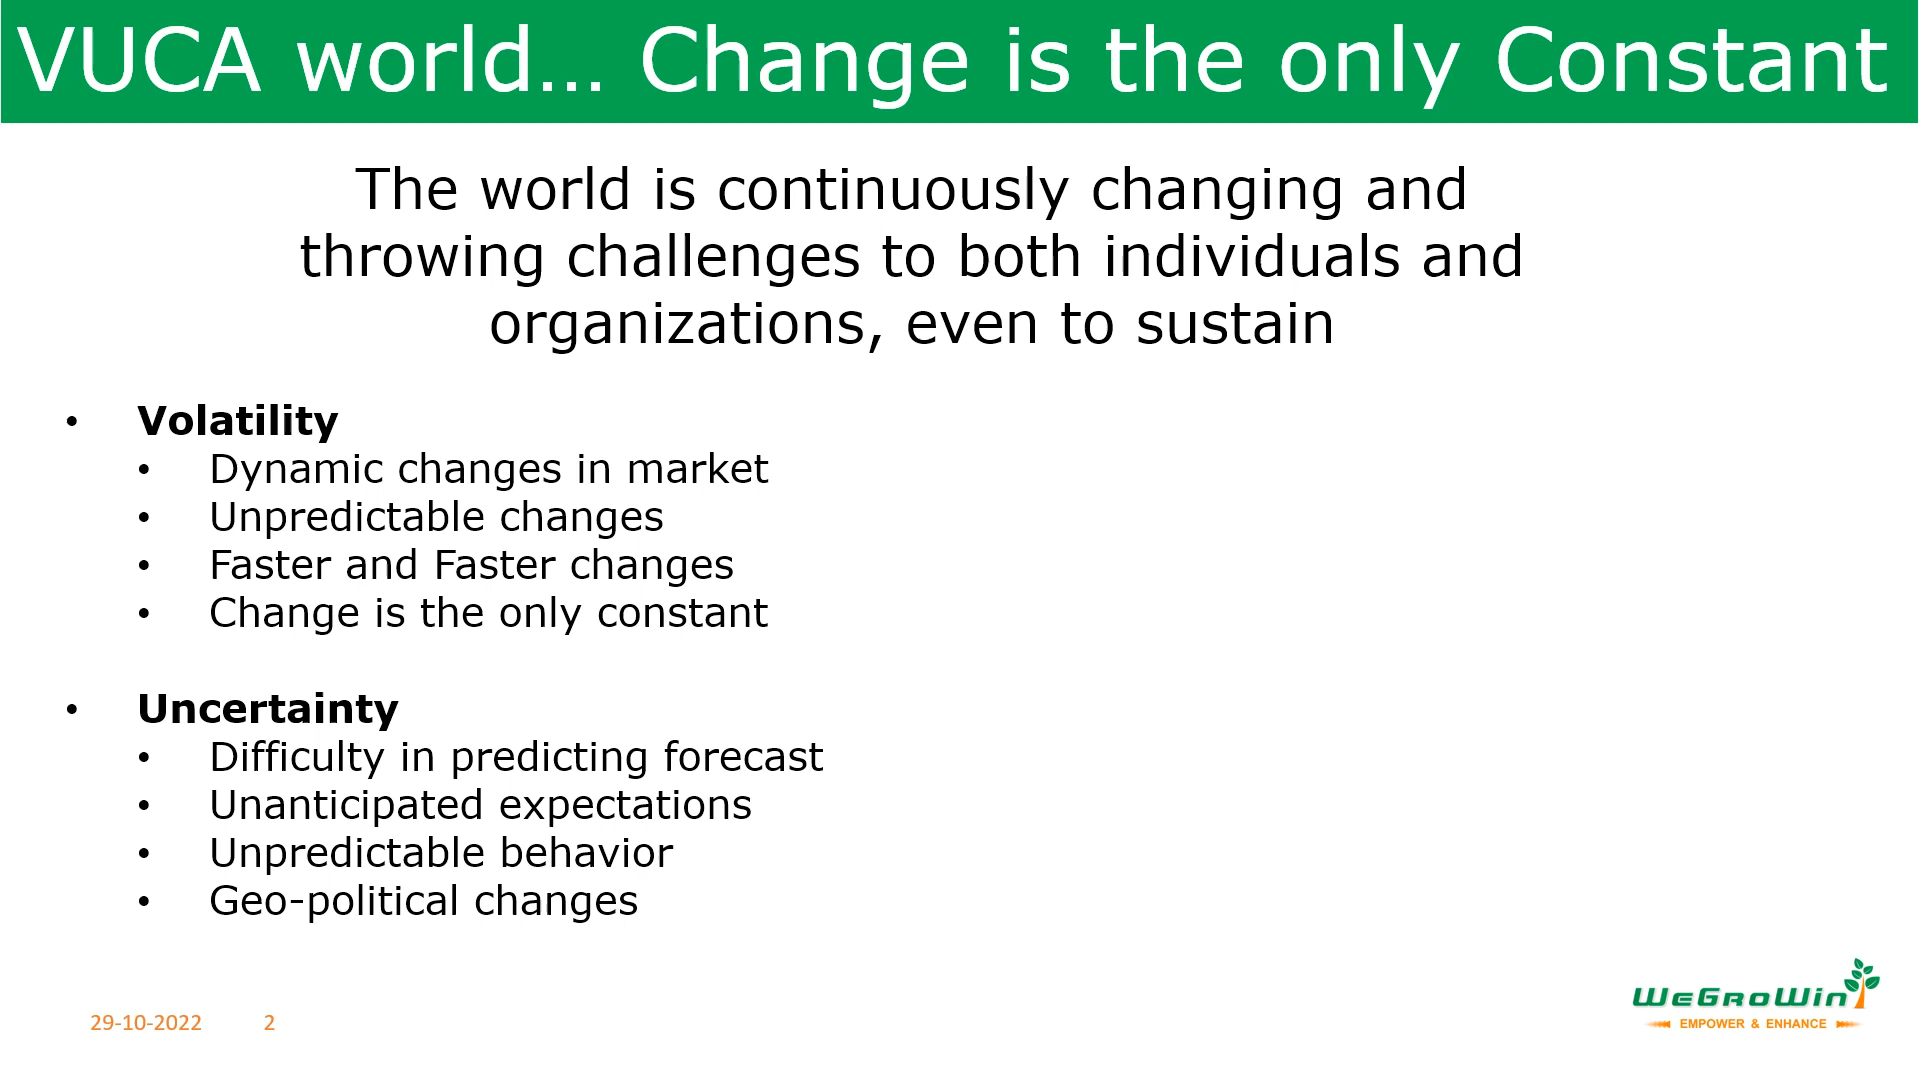 VUCA world... Change is the only Constant
The world is continuously changing and
throwing challenges to both individuals and
organizations, even to sustain
• Volatility
• Dynamic changes in market
• Unpredictable changes
• Faster and Faster changes
• Change is the only constant
• Uncertainty
• Difficulty in predicting forecast
• Unanticipated expectations
• Unpredictable behavior
• Geo-political changes
29-10-2022 2
WeGroWin
EMPOWER & ENHANCE